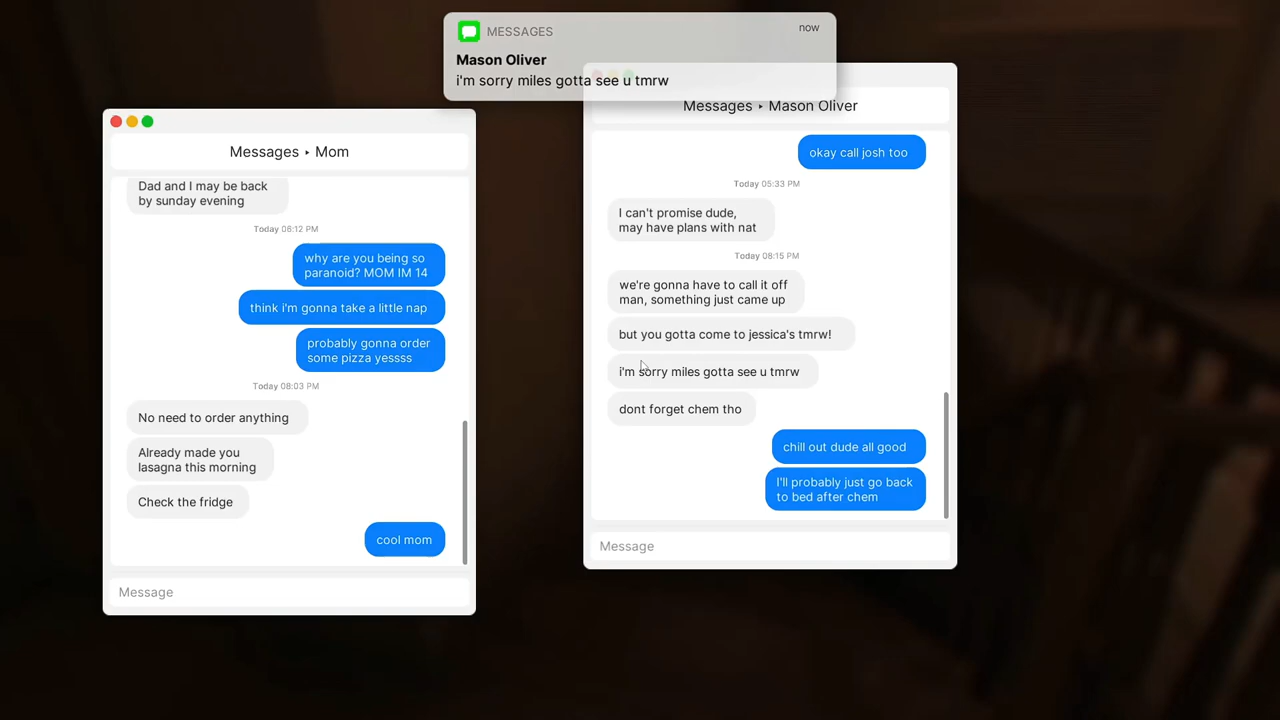 MESSAGES
now
Mason Oliver
i'm sorry miles gotta see u tmrw
Messages ‣ Mom
Dad and I may be back
by sunday evening
Today 06:12 PM
why are you being so
paranoid? MOM IM 14
think i'm gonna take a little nap
probably gonna order
some pizza yessss
Today 08:03 PM
No need to order anything
Already made you
lasagna this morning
Check the fridge
cool mom
Message
Messages ‣ Mason Oliver
okay call josh too
Today 05:33 PM
I can't promise dude,
may have plans with nat
Today 08:15 PM
we're gonna have to call it off
man, something just came up
but you gotta come to jessica's tmrw!
i'm sorry miles gotta see u tmrw
dont forget chem tho
chill out dude all good
I'll probably just go back
to bed after chem
Message